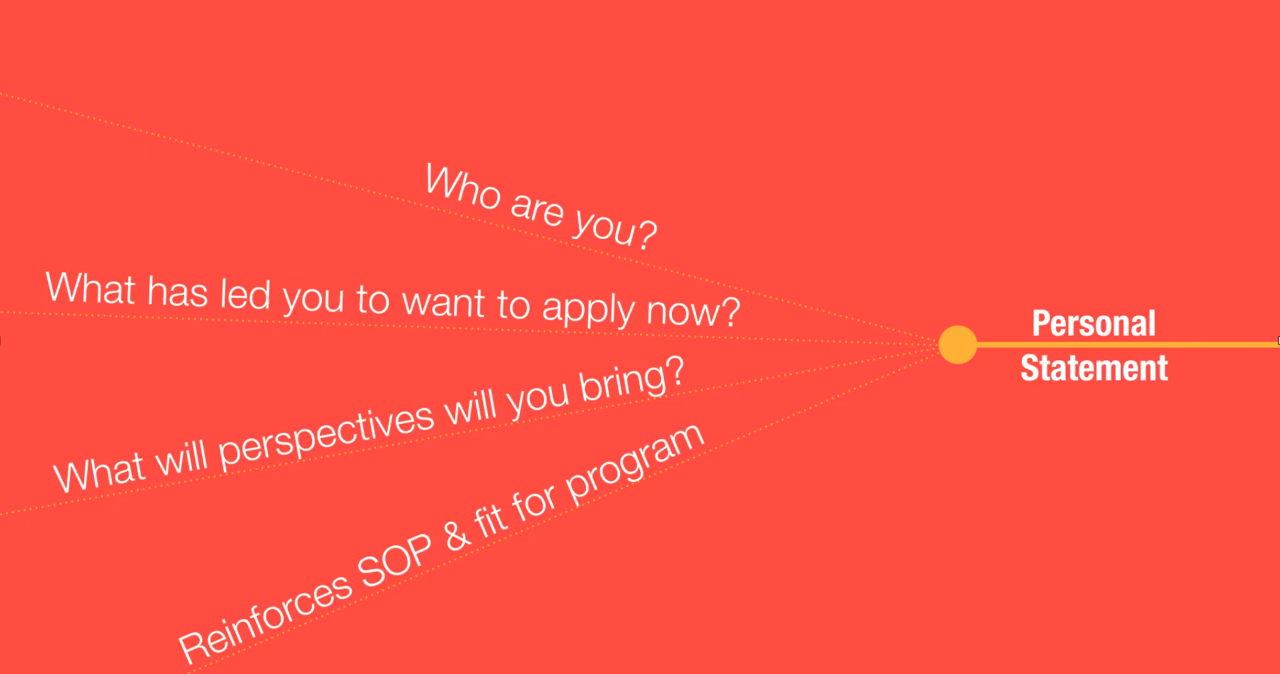 Who are you?
What has led you to want to apply now?
What will perspectives will you bring?
Reinforces SOP & fit for program
Personal
Statement